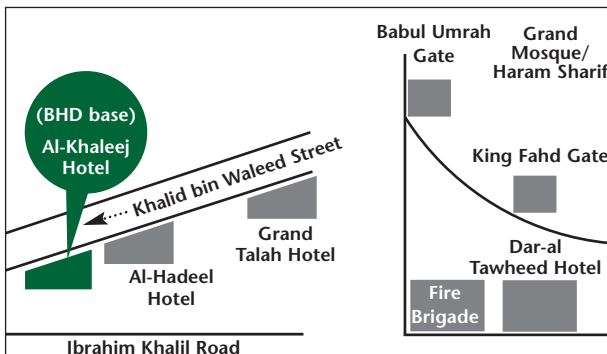 (BHD base)
Al-Khaleej
Hotel
Khalid bin Waleed Street
Grand
Talah Hotel
Al-Hadeel
Hotel
Ibrahim Khalil Road
Babul Umrah
Gate
Grand
Mosque/
Haram Sharif
King Fahd Gate
Dar-al
Tawheed Hotel
Fire
Brigade